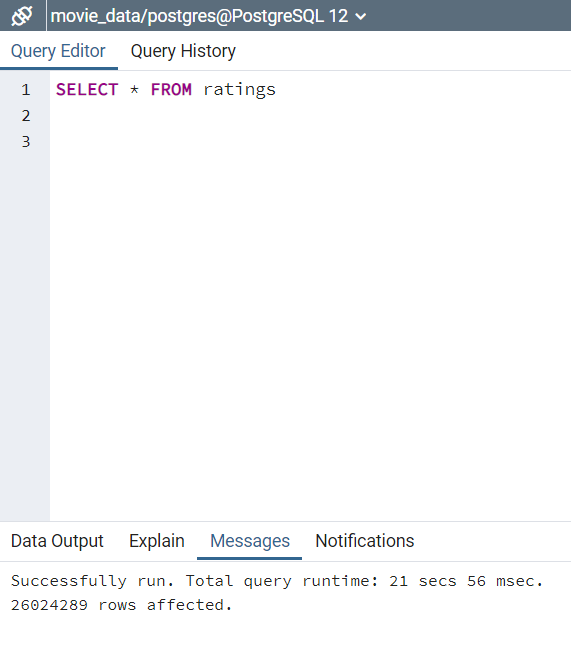 movie_data/postgres@PostgreSQL 12
Query Editor Query History
1 SELECT * FROM ratings
2
3
Data Output Explain Messages Notifications
Successfully run. Total query runtime: 21 secs 56 msec.
26024289 rows affected.